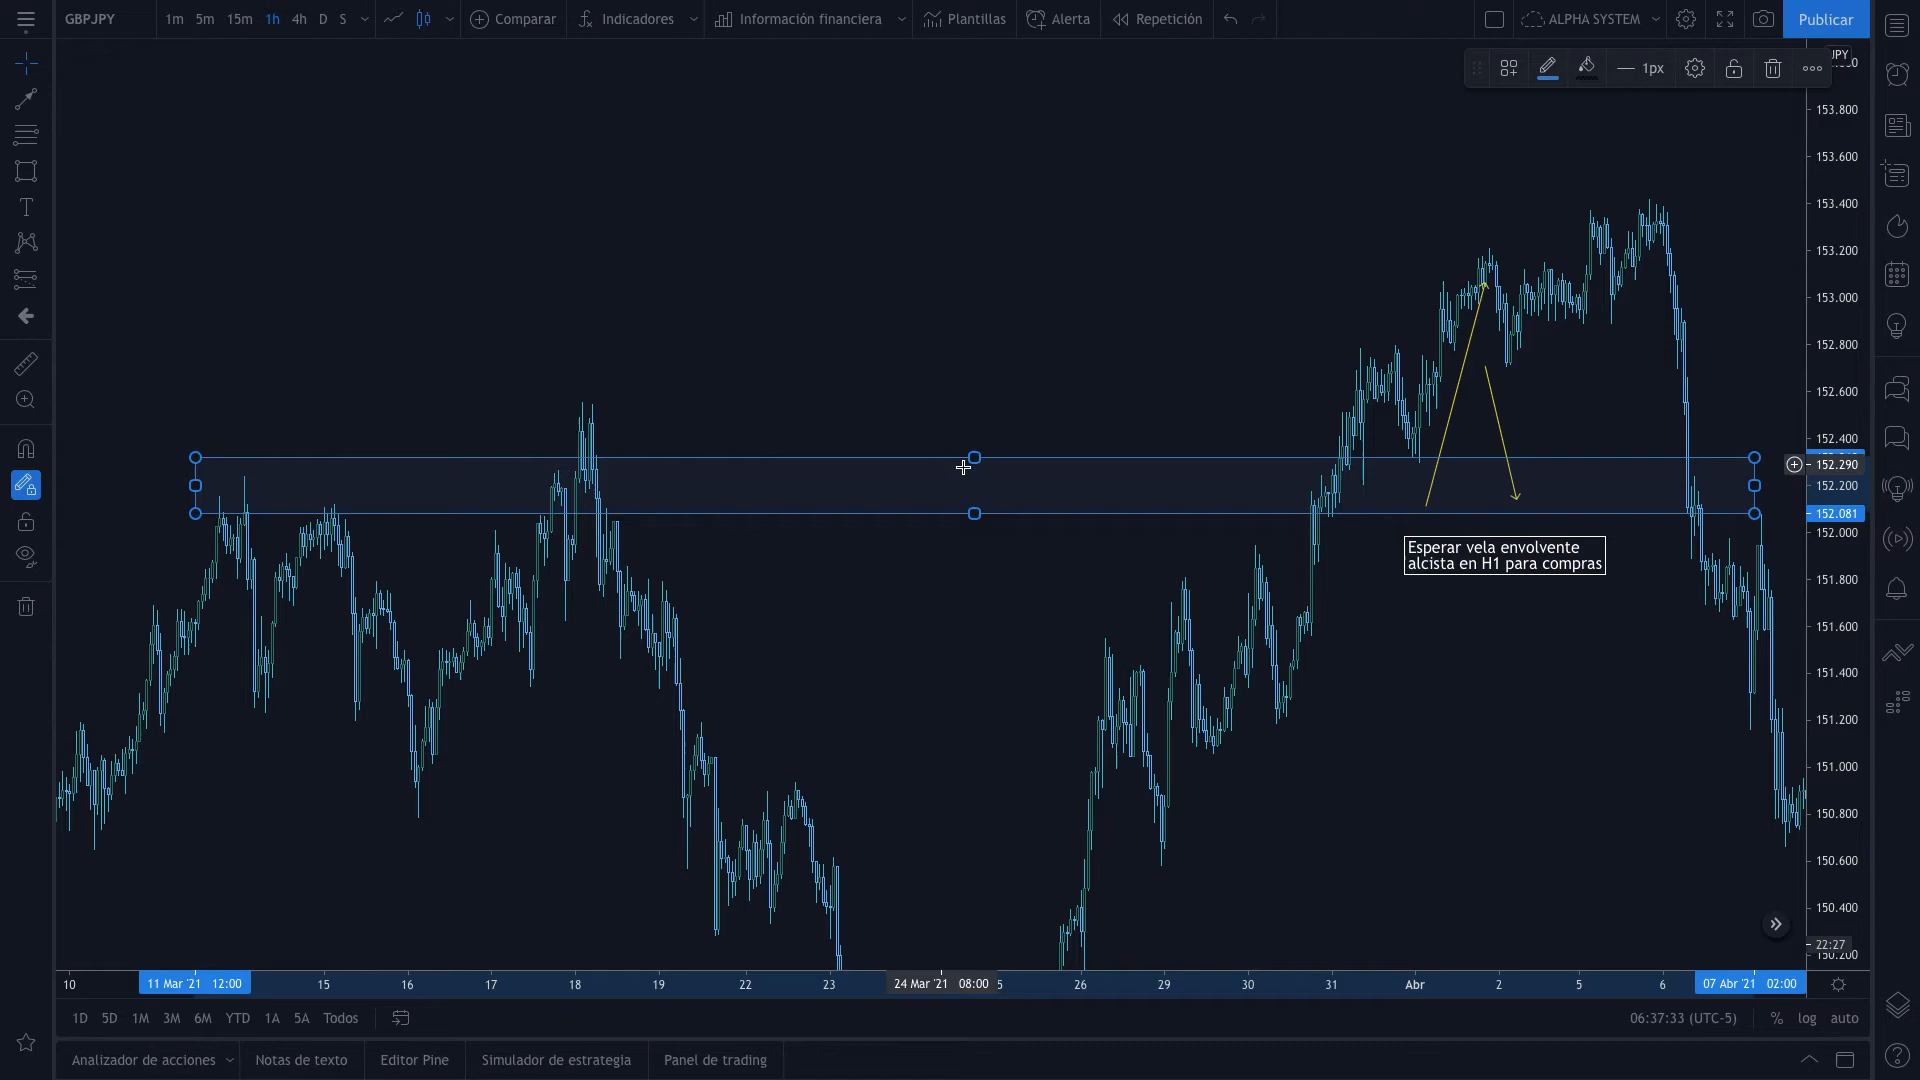 GBPJPY 1m 5m 15m 1h 4h D S Comparar Indicadores Información financiera Plantillas Alerta Repetición ALPHA SYSTEM Publicar
JPY
1px
153.800
153.600
153.400
153.200
153.000
152.800
152.600
152.400
152.290
152.200
152.081
152.000
Esperar vela envolvente
alcista en H1 para compras
151.800
151.600
151.400
151.200
151.000
150.800
150.600
150.400
22:27
150.200
10 11 Mar '21 12:00 15 16 17 18 19 22 23 24 Mar '21 08:00 5 26 29 30 31 Abr 2 5 6 07 Abr '21 02:00
1D 5D 1M 3M 6M YTD 1A 5A Todos 06:37:33 (UTC-5) % log auto
Analizador de acciones Notas de texto Editor Pine Simulador de estrategia Panel de trading